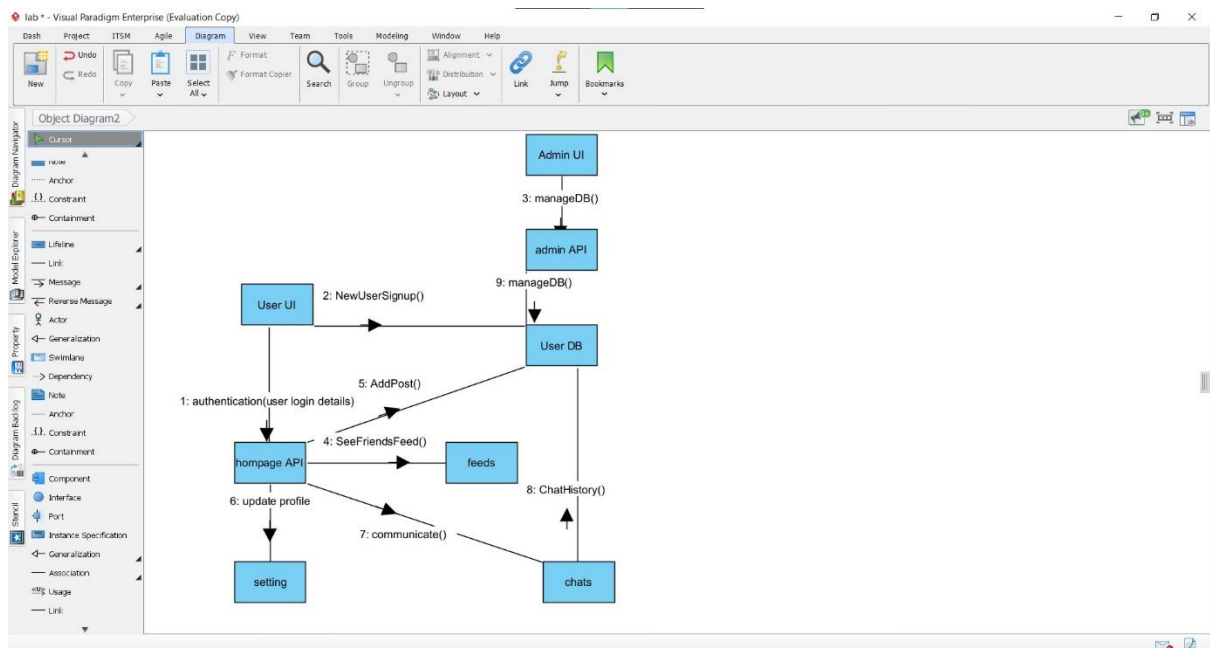 lab * - Visual Paradigm Enterprise (Evaluation Copy)
Dash Project ITSM Agile Diagram View Team Tools Modeling Window Help
New
Undo
Redo
Copy
Paste
Select All
Format
Format Copier
Search
Group
Ungroup
Alignment
Distribution
Layout
Link
Jump
Bookmarks
Object Diagram2
Diagram Navigator
Model Explorer
Property
Diagram Backlog
Stencil
Cursor
Note
Anchor
Constraint
Containment
Lifeline
Link
Message
Reverse Message
Actor
Generalization
Swimlane
Dependency
Note
Anchor
Constraint
Containment
Component
Interface
Port
Instance Specification
Generalization
Association
Usage
Link
Admin UI
3: manageDB()
admin API
9: manageDB()
User UI
2: NewUserSignup()
User DB
5: AddPost()
1: authentication(user login details)
4: SeeFriendsFeed()
hompage API
feeds
6: update profile
8: ChatHistory()
7: communicate()
setting
chats